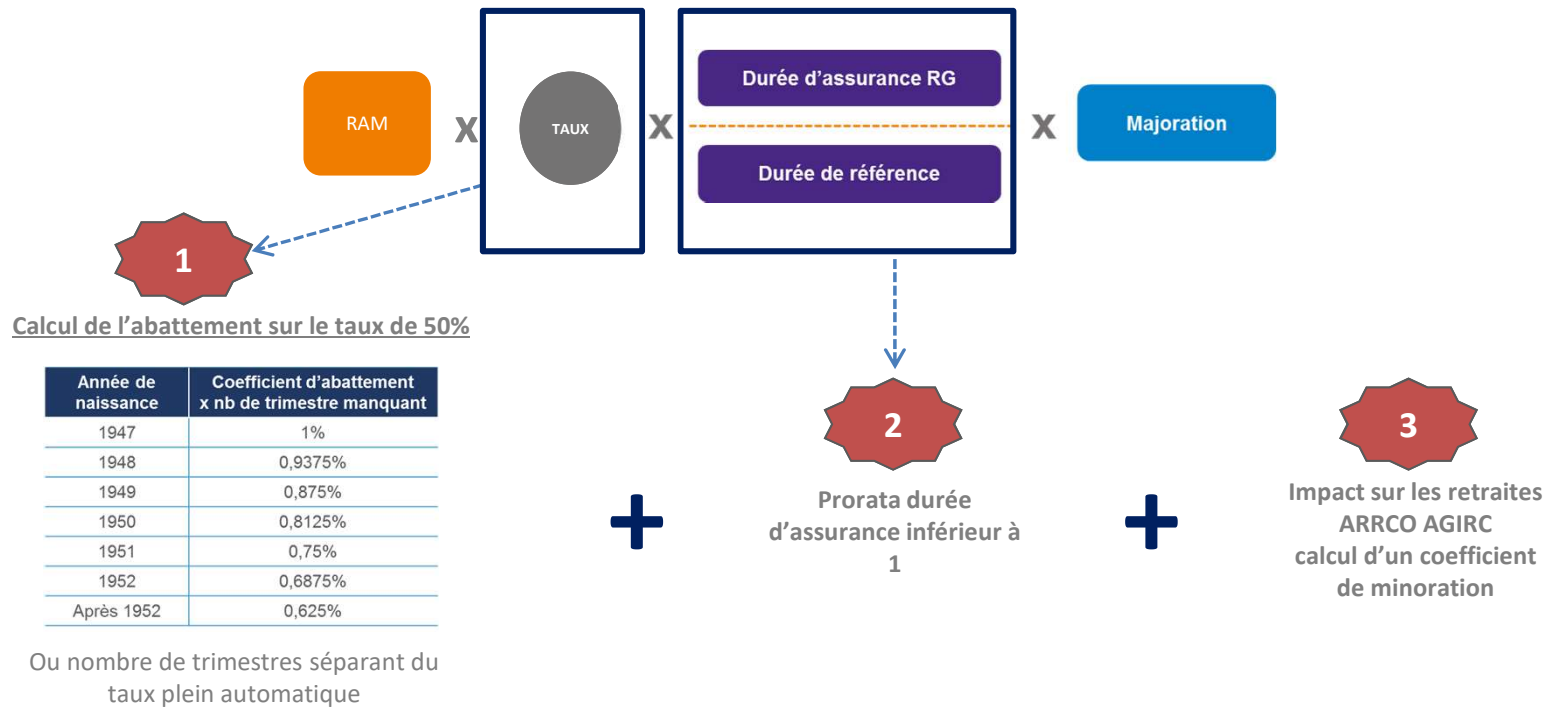 RAM
X
TAUX
X
Durée d’assurance RG
Durée de référence
X
Majoration
1
Calcul de l’abattement sur le taux de 50%
Année de naissance
Coefficient d’abattement x nb de trimestre manquant
1947 1%
1948 0,9375%
1949 0,875%
1950 0,8125%
1951 0,75%
1952 0,6875%
Après 1952 0,625%
Ou nombre de trimestres séparant du
taux plein automatique
+
2
Prorata durée
d’assurance inférieur à
1
+
3
Impact sur les retraites
ARRCO AGIRC
calcul d’un coefficient
de minoration